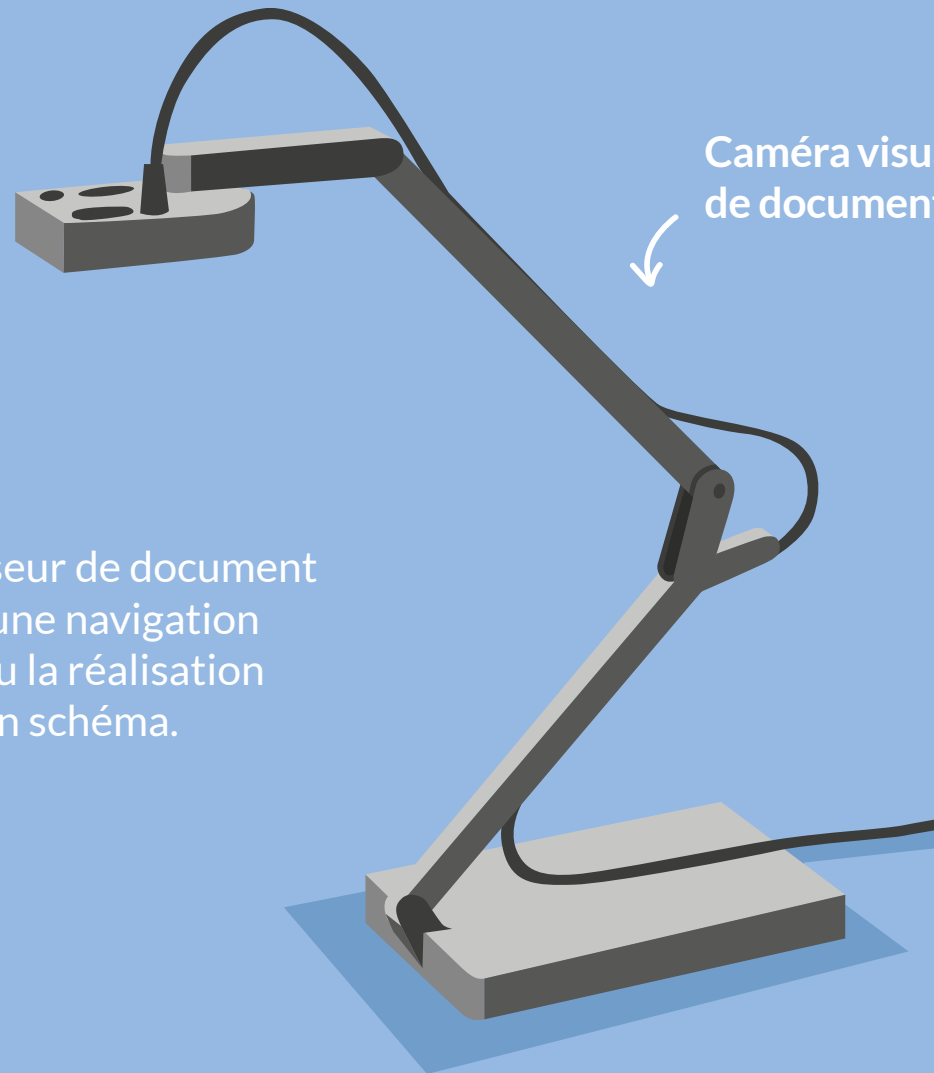 Caméra visu
de document
seur de document
une navigation
u la réalisation
n schéma.